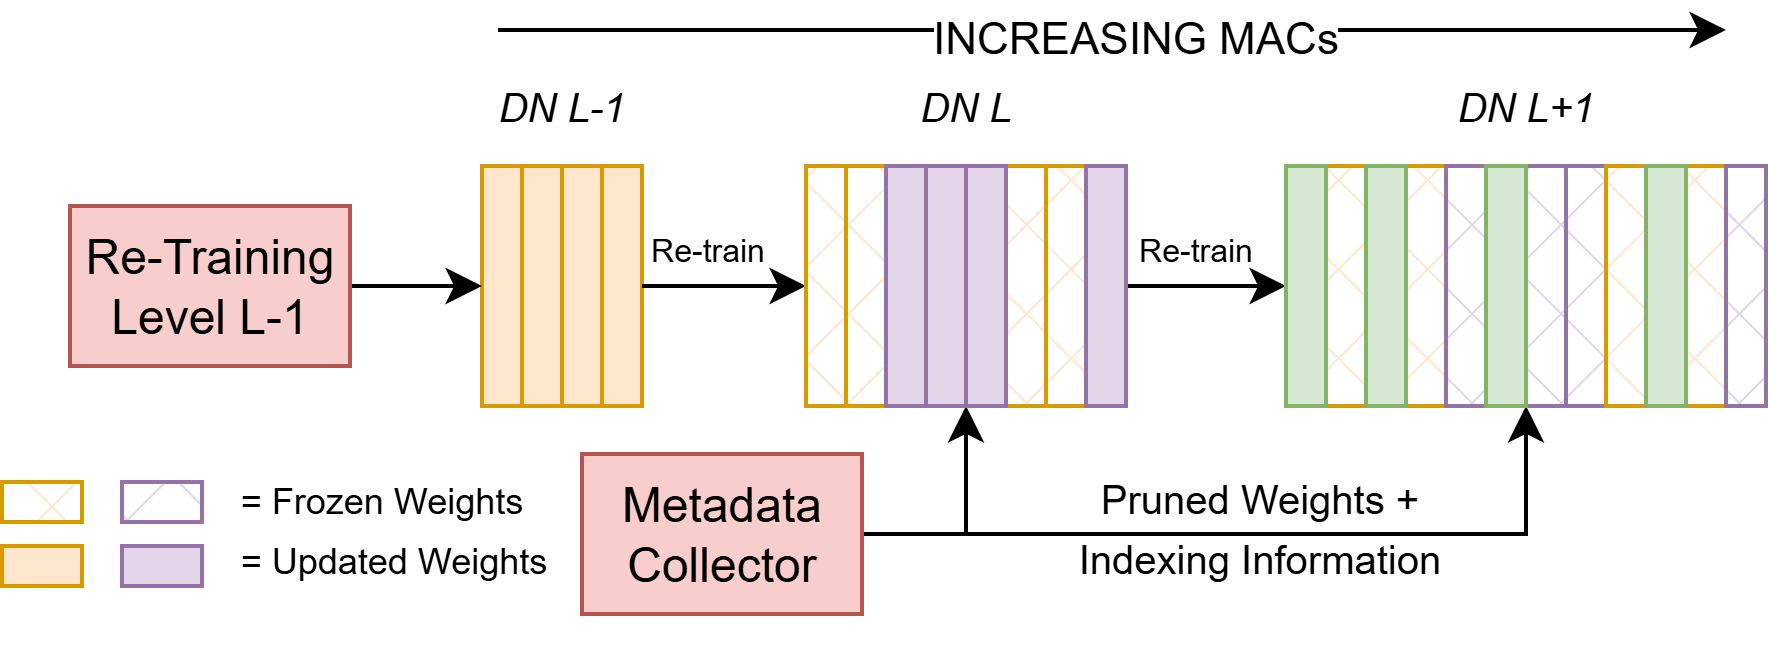 INCREASING MACs
DN L-1
DN L
DN L+1
Re-Training
Level L-1
Re-train
Re-train
Metadata
Collector
Pruned Weights +
Indexing Information
= Frozen Weights
= Updated Weights